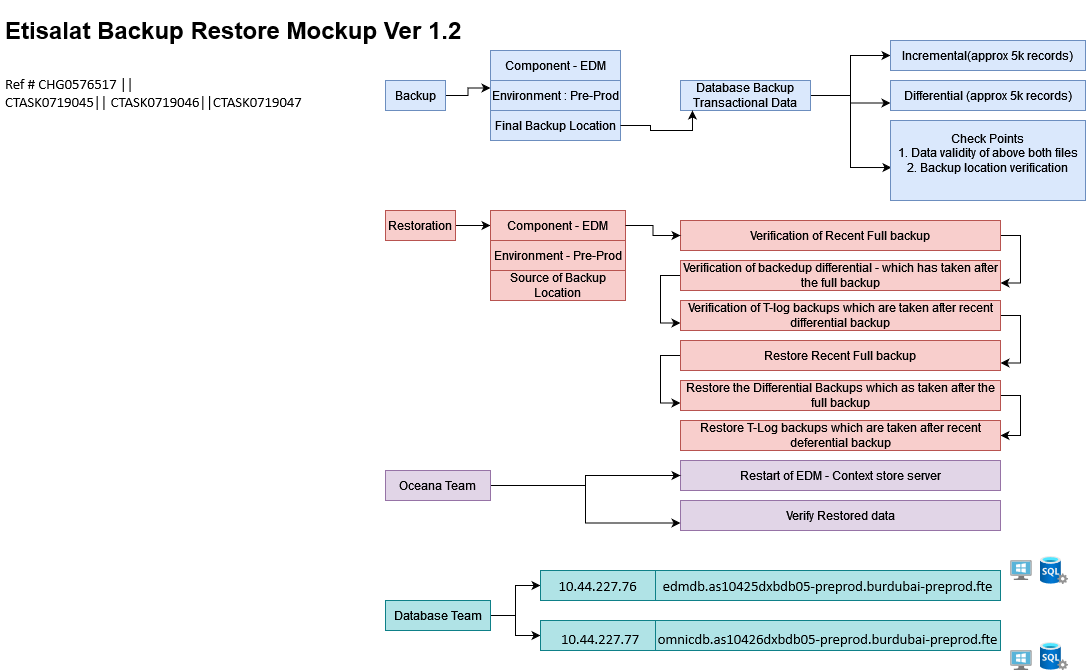 Etisalat Backup Restore Mockup Ver 1.2
Ref # CHG0576517 ||
CTASK0719045|| CTASK0719046||CTASK0719047
Backup
Component - EDM
Environment : Pre-Prod
Final Backup Location
Database Backup
Transactional Data
Incremental(approx 5k records)
Differential (approx 5k records)
Check Points
1. Data validity of above both files
2. Backup location verification
Restoration
Component - EDM
Environment - Pre-Prod
Source of Backup
Location
Verification of Recent Full backup
Verification of backedup differential - which has taken after
the full backup
Verification of T-log backups which are taken after recent
differential backup
Restore Recent Full backup
Restore the Differential Backups which as taken after the
full backup
Restore T-Log backups which are taken after recent
deferential backup
Oceana Team
Restart of EDM - Context store server
Verify Restored data
Database Team
10.44.227.76
edmdb.as10425dxbdb05-preprod.burdubai-preprod.fte
SQL
10.44.227.77
omnicdb.as10426dxbdb05-preprod.burdubai-preprod.fte
SQL